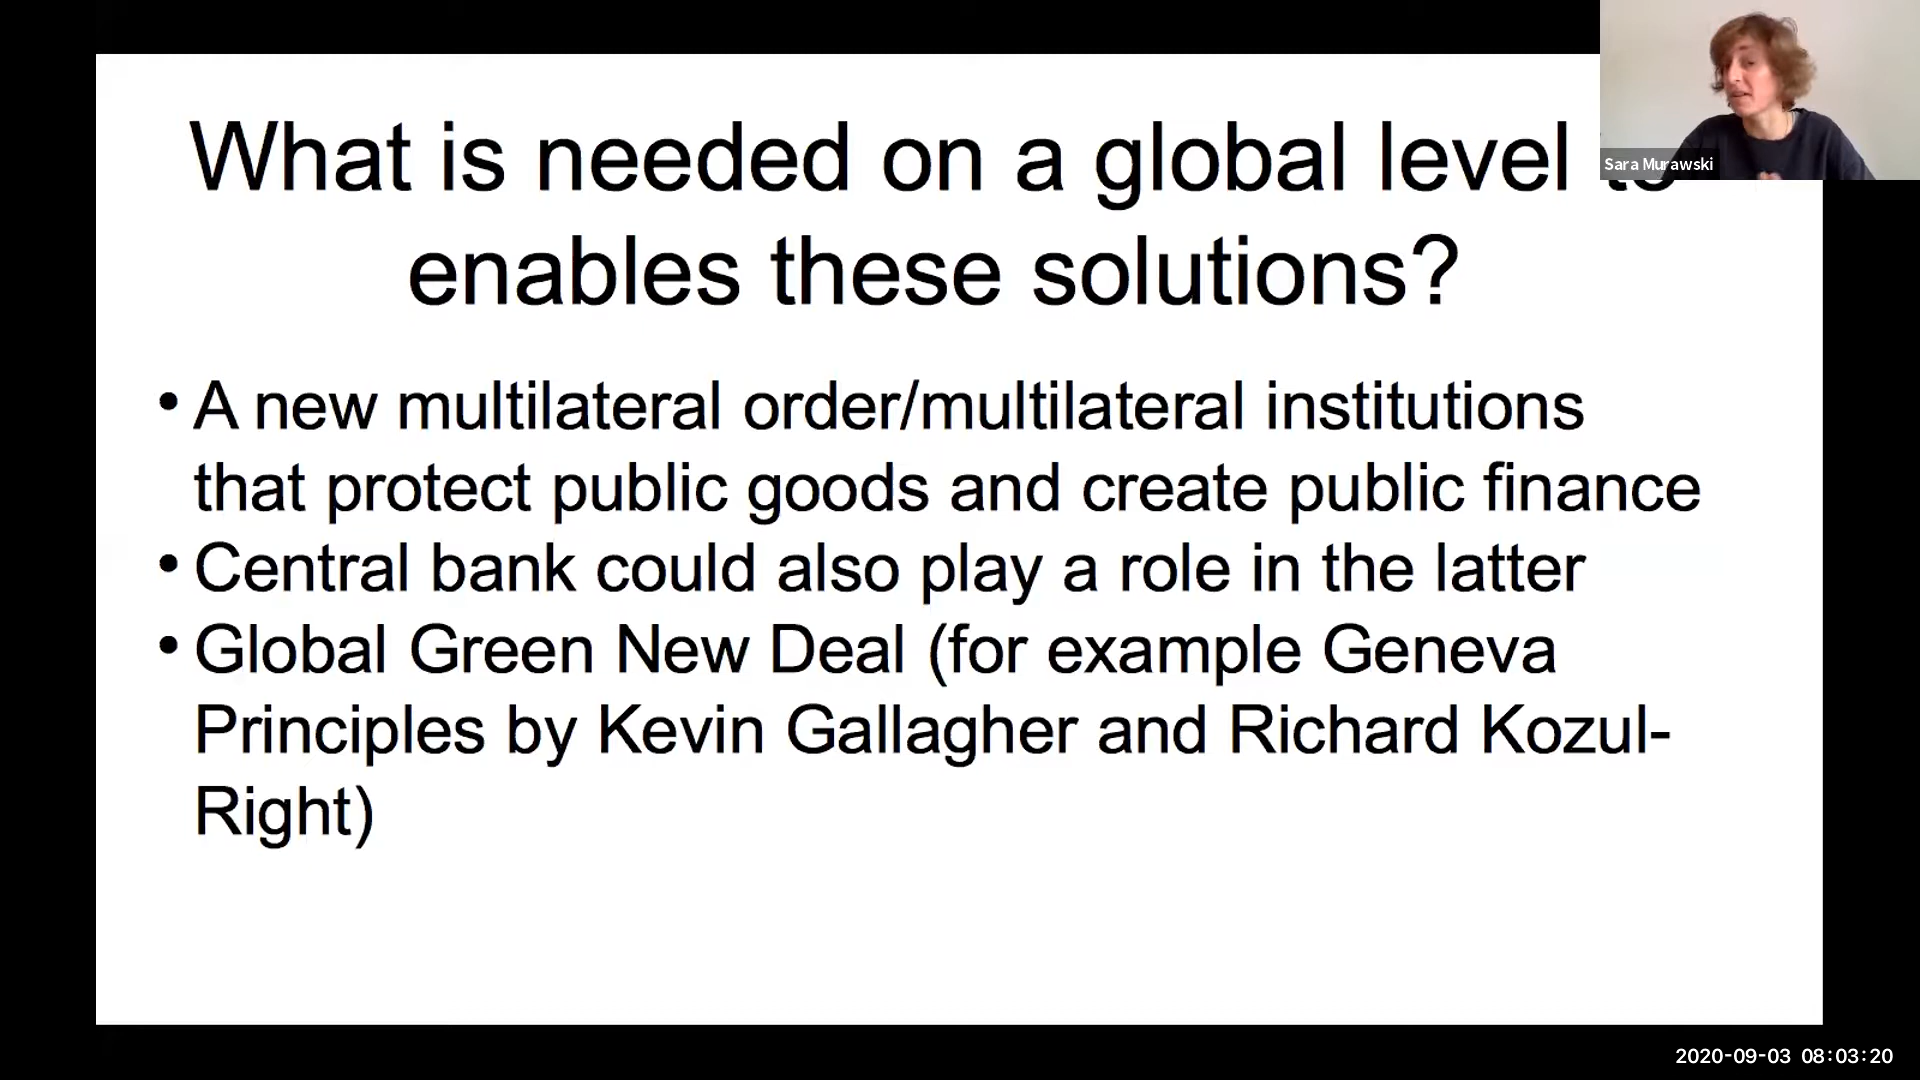 What is needed on a global level to
enables these solutions?
• A new multilateral order/multilateral institutions
that protect public goods and create public finance
• Central bank could also play a role in the latter
• Global Green New Deal (for example Geneva
Principles by Kevin Gallagher and Richard Kozul-
Right)
Sara Murawski
2020-09-03 08:03:20